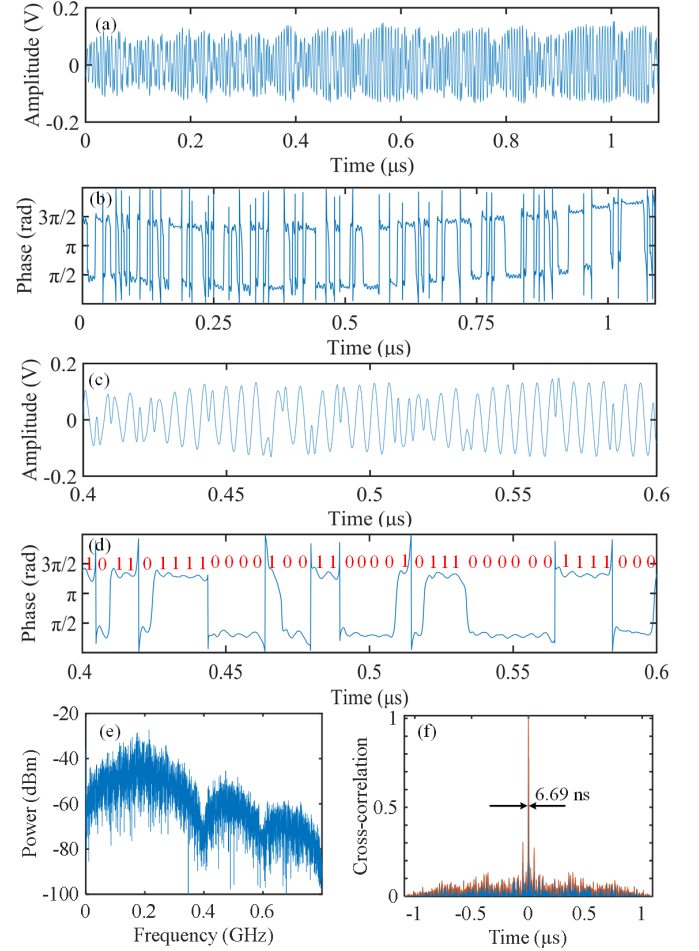 (a)
Amplitude (V)
0.2
0
-0.2
0 0.2 0.4 0.6 0.8 1
Time (μs)
(b)
Phase (rad)
3π/2
π
π/2
0 0.25 0.5 0.75 1
Time (μs)
(c)
Amplitude (V)
0.2
0
-0.2
0.4 0.45 0.5 0.55 0.6
Time (μs)
(d)
1 0 1 1 0 1 1 1 1 0 0 0 0 1 0 0 1 1 0 0 0 0 1 0 1 1 1 0 0 0 0 0 0 1 1 1 1 0 0 0
Phase (rad)
3π/2
π
π/2
0.4 0.45 0.5 0.55 0.6
Time (μs)
(e)
Power (dBm)
-20
-40
-60
-80
-100
0 0.2 0.4 0.6
Frequency (GHz)
(f)
Cross-correlation
1
0.5
0
6.69 ns
-1 -0.5 0 0.5 1
Time (μs)